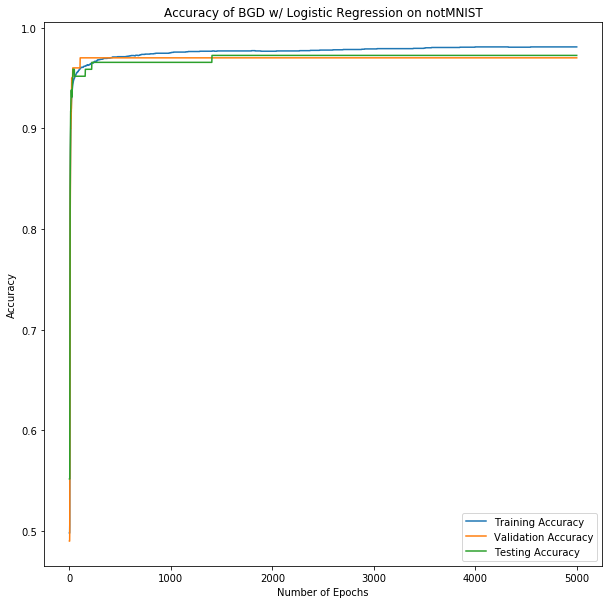 Accuracy of BGD w/ Logistic Regression on notMNIST
1.0
0.9
0.8
0.7
0.6
0.5
Accuracy
0
1000
2000
3000
4000
5000
Number of Epochs
Training Accuracy
Validation Accuracy
Testing Accuracy